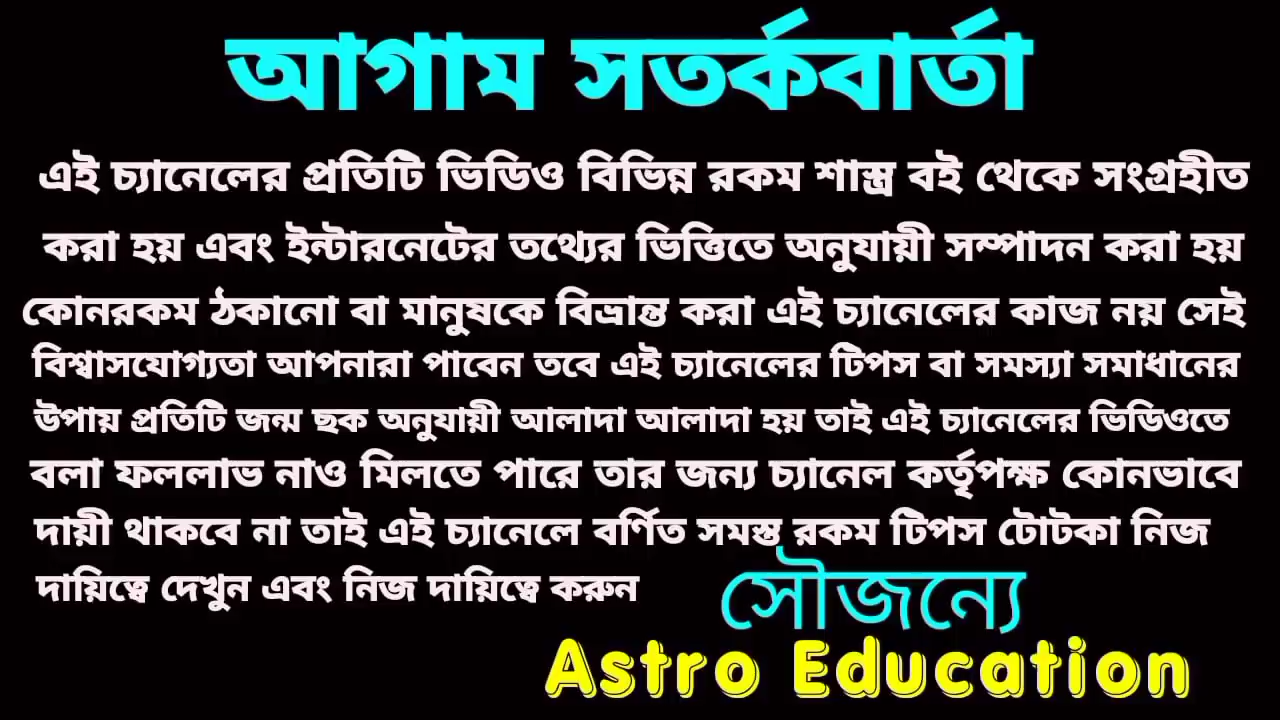 আগাম সতর্কবার্তা
এই চ্যানেলের প্রতিটি ভিডিও বিভিন্ন রকম শাস্ত্র বই থেকে সংগ্রহীত
করা হয় এবং ইন্টারনেটের তথ্যের ভিত্তিতে অনুযায়ী সম্পাদন করা হয়
কোনরকম ঠকানো বা মানুষকে বিভ্রান্ত করা এই চ্যানেলের কাজ নয় সেই
বিশ্বাসযোগ্যতা আপনারা পাবেন তবে এই চ্যানেলের টিপস বা সমস্যা সমাধানের
উপায় প্রতিটি জন্ম ছক অনুযায়ী আলাদা আলাদা হয় তাই এই চ্যানেলের ভিডিওতে
বলা ফললাভ নাও মিলতে পারে তার জন্য চ্যানেল কর্তৃপক্ষ কোনভাবে
দায়ী থাকবে না তাই এই চ্যানেলে বর্ণিত সমস্ত রকম টিপস টোটকা নিজ
দায়িত্বে দেখুন এবং নিজ দায়িত্বে করুন
সৌজন্যে
Astro Education